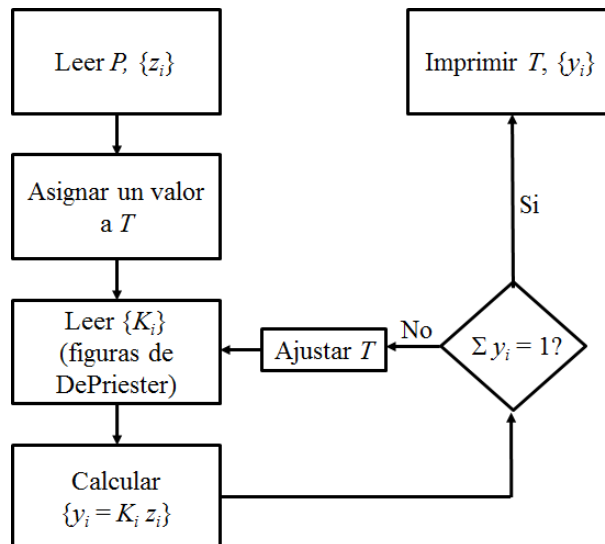 Leer P, {zᵢ}
Asignar un valor
a T
Leer {Kᵢ}
(figuras de
DePriester)
Calcular
{yᵢ = Kᵢ zᵢ}
Σ yᵢ = 1?
No
Ajustar T
Si
Imprimir T, {yᵢ}